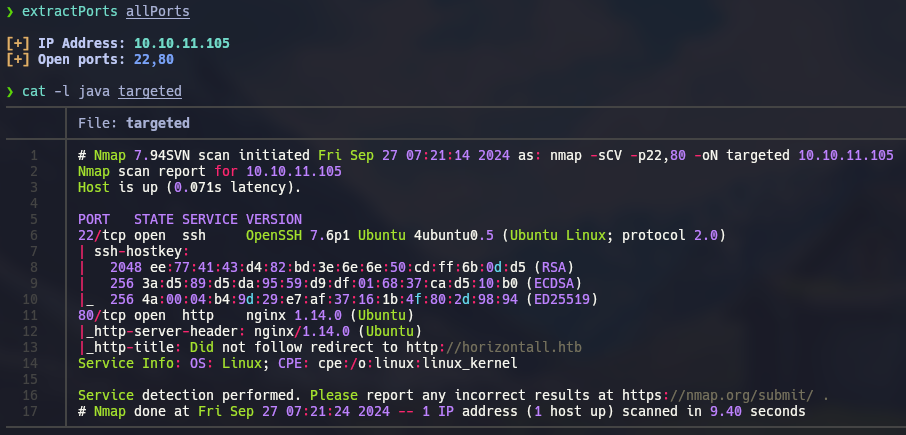 ❯ extractPorts allPorts
[+] IP Address: 10.10.11.105
[+] Open ports: 22,80
❯ cat -l java targeted
File: targeted
1 # Nmap 7.94SVN scan initiated Fri Sep 27 07:21:14 2024 as: nmap -sCV -p22,80 -oN targeted 10.10.11.105
2 Nmap scan report for 10.10.11.105
3 Host is up (0.071s latency).
4
5 PORT   STATE SERVICE VERSION
6 22/tcp open  ssh     OpenSSH 7.6p1 Ubuntu 4ubuntu0.5 (Ubuntu Linux; protocol 2.0)
7 | ssh-hostkey:
8 |   2048 ee:77:41:43:d4:82:bd:3e:6e:6e:50:cd:ff:6b:0d:d5 (RSA)
9 |   256 3a:d5:89:d5:da:95:59:d9:df:01:68:37:ca:d5:10:b0 (ECDSA)
10 |_  256 4a:00:04:b4:9d:29:e7:af:37:16:1b:4f:80:2d:98:94 (ED25519)
11 80/tcp open  http    nginx 1.14.0 (Ubuntu)
12 |_http-server-header: nginx/1.14.0 (Ubuntu)
13 |_http-title: Did not follow redirect to http://horizontall.htb
14 Service Info: OS: Linux; CPE: cpe:/o:linux:linux_kernel
15
16 Service detection performed. Please report any incorrect results at https://nmap.org/submit/ .
17 # Nmap done at Fri Sep 27 07:21:24 2024 -- 1 IP address (1 host up) scanned in 9.40 seconds